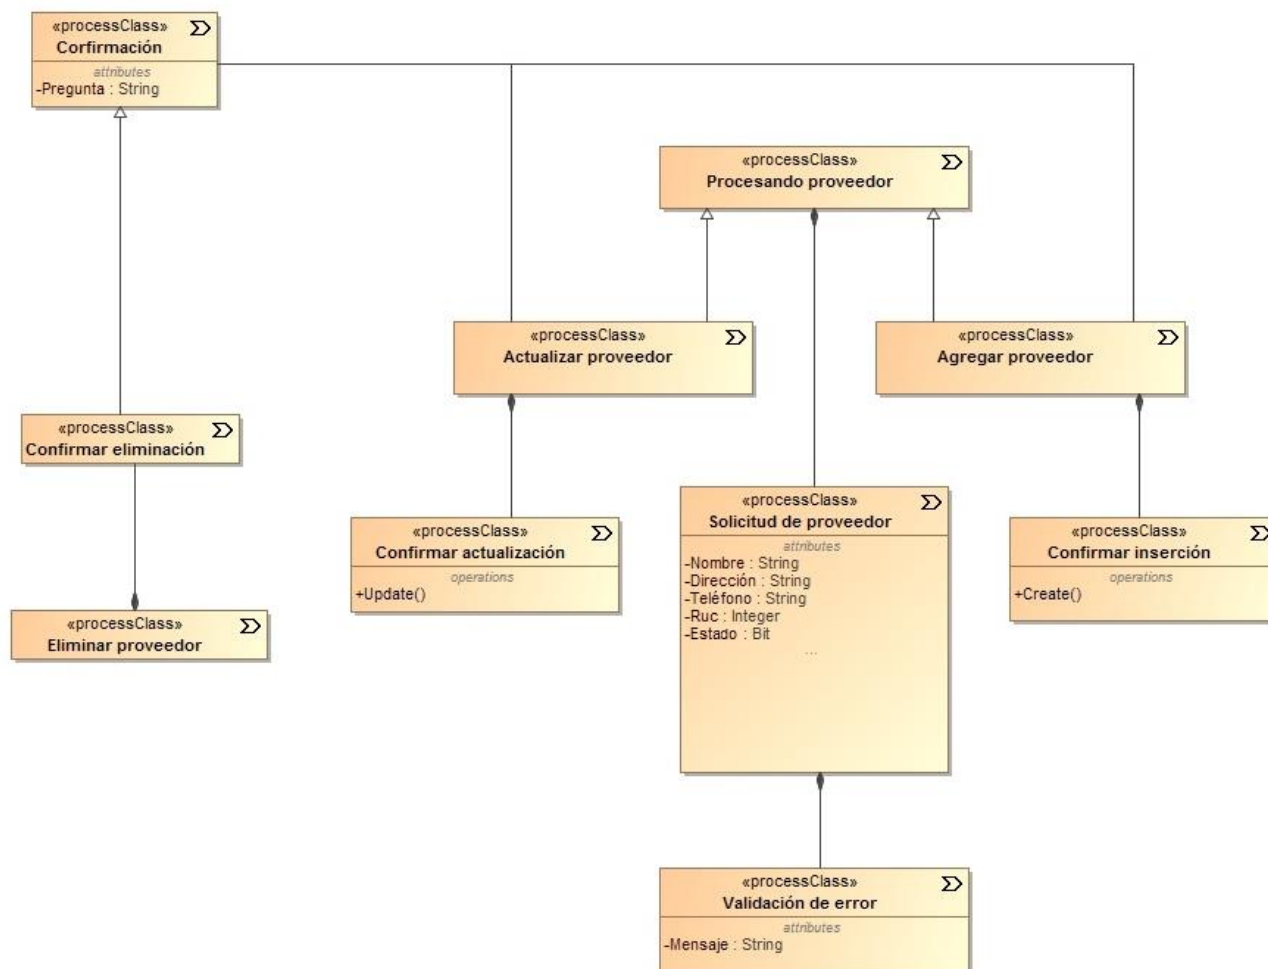 «processClass»
Corfirmación
attributes
-Pregunta : String
«processClass»
Procesando proveedor
«processClass»
Actualizar proveedor
«processClass»
Agregar proveedor
«processClass»
Confirmar eliminación
«processClass»
Confirmar actualización
operations
+Update()
«processClass»
Solicitud de proveedor
attributes
-Nombre : String
-Dirección : String
-Teléfono : String
-Ruc : Integer
-Estado : Bit
...
«processClass»
Confirmar inserción
operations
+Create()
«processClass»
Eliminar proveedor
«processClass»
Validación de error
attributes
-Mensaje : String